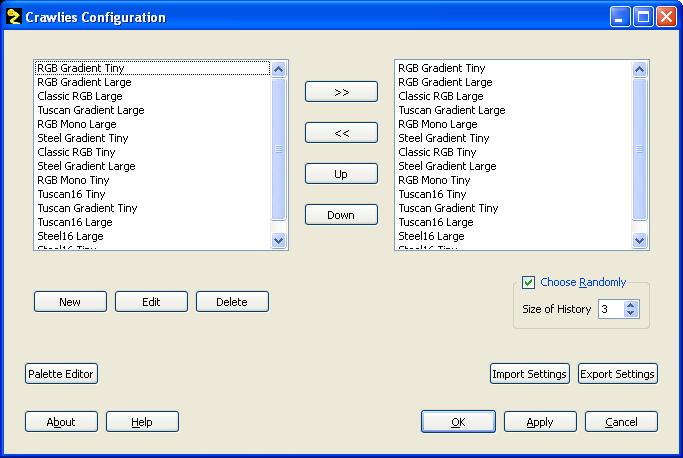 Crawlies Configuration
RGB Gradient Tiny
RGB Gradient Large
Classic RGB Large
Tuscan Gradient Large
RGB Mono Large
Steel Gradient Tiny
Classic RGB Tiny
Steel Gradient Large
RGB Mono Tiny
Tuscan16 Tiny
Tuscan Gradient Tiny
Tuscan16 Large
Steel16 Large
Steel16 Tiny
>>
<<
Up
Down
RGB Gradient Tiny
RGB Gradient Large
Classic RGB Large
Tuscan Gradient Large
RGB Mono Large
Steel Gradient Tiny
Classic RGB Tiny
Steel Gradient Large
RGB Mono Tiny
Tuscan16 Tiny
Tuscan Gradient Tiny
Tuscan16 Large
Steel16 Large
Steel16 Tiny
New Edit Delete
Choose Randomly
Size of History 3
Palette Editor Import Settings Export Settings
About Help OK Apply Cancel